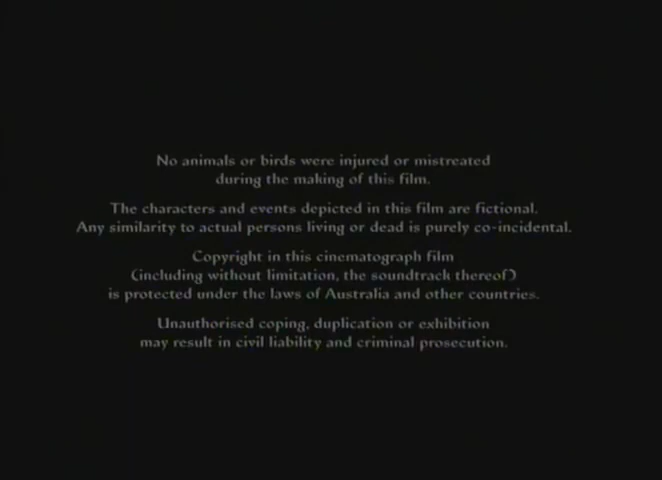 No animals or birds were injured or mistreated
during the making of this film.
The characters and events depicted in this film are fictional.
Any similarity to actual persons living or dead is purely co-incidental.
Copyright in this cinematograph film
(including without limitation, the soundtrack thereof)
is protected under the laws of Australia and other countries.
Unauthorised coping, duplication or exhibition
may result in civil liability and criminal prosecution.